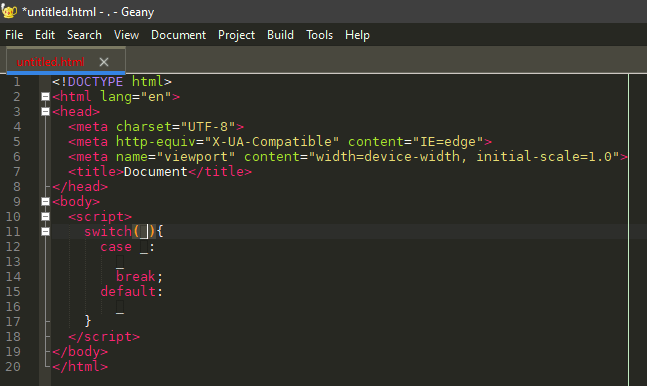 *untitled.html - . - Geany
File Edit Search View Document Project Build Tools Help
untitled.html
1 <!DOCTYPE html>
2 <html lang="en">
3 <head>
4 <meta charset="UTF-8">
5 <meta http-equiv="X-UA-Compatible" content="IE=edge">
6 <meta name="viewport" content="width=device-width, initial-scale=1.0">
7 <title>Document</title>
8 </head>
9 <body>
10 <script>
11 switch(_){
12 case _:
13 _
14 break;
15 default:
16 _
17 }
18 </script>
19 </body>
20 </html>